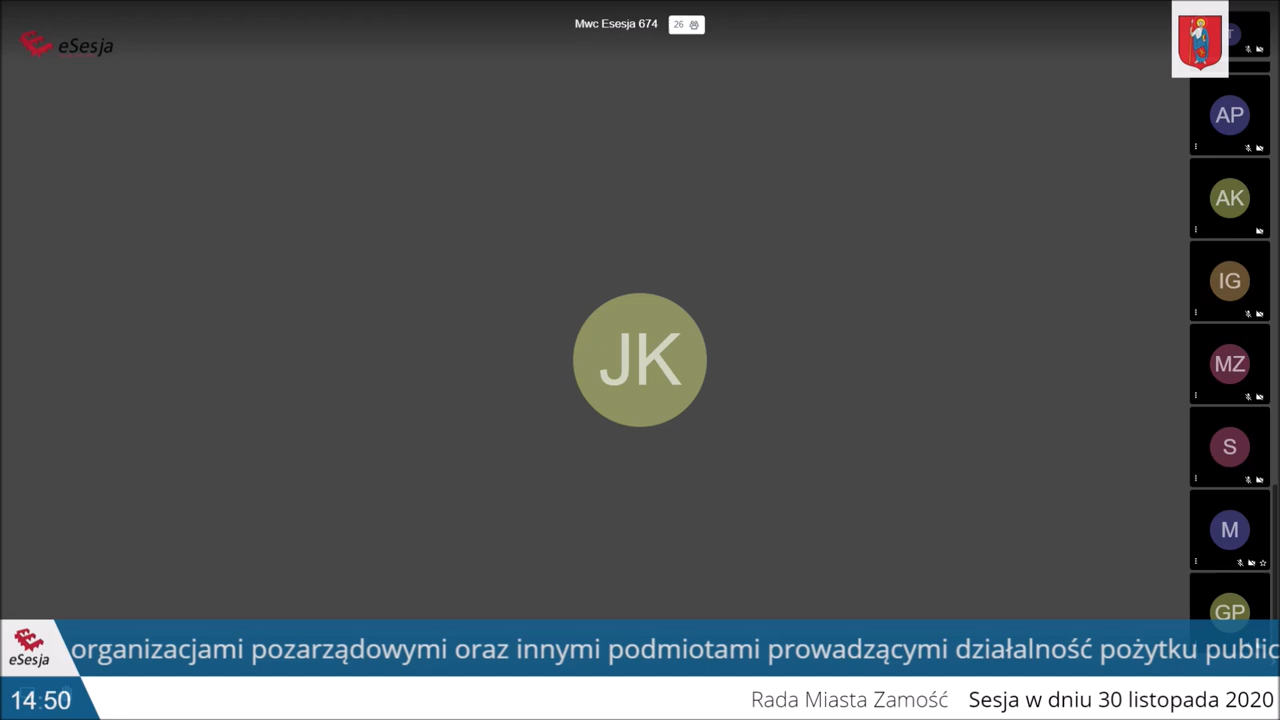 Mwc Esesja 674 26
eSesja
T
AP
AK
IG
MZ
S
M
GP
JK
organizacjami pozarządowymi oraz innymi podmiotami prowadzącymi działalność pożytku public
eSesja
14:50
Rada Miasta Zamość Sesja w dniu 30 listopada 2020